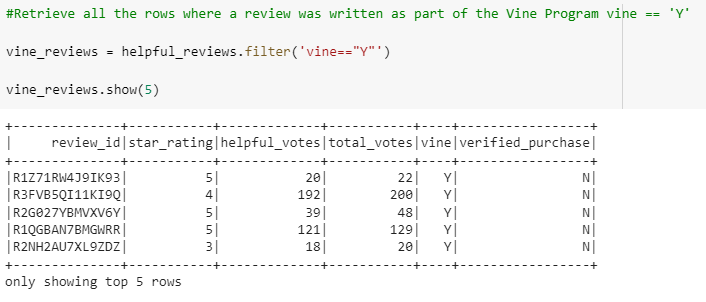 #Retrieve all the rows where a review was written as part of the Vine Program vine == 'Y'
vine_reviews = helpful_reviews.filter('vine=="Y"')
vine_reviews.show(5)
+--------------+-----------+-------------+-----------+----+-----------------+
|     review_id|star_rating|helpful_votes|total_votes|vine|verified_purchase|
+--------------+-----------+-------------+-----------+----+-----------------+
|R1Z71RW4J9IK93|          5|           20|         22|   Y|                N|
|R3FVB5QI11KI9Q|          4|          192|        200|   Y|                N|
|R2G027YBMVXV6Y|          5|           39|         48|   Y|                N|
|R1QGBAN7BMGWRR|          5|          121|        129|   Y|                N|
|R2NH2AU7XL9ZDZ|          3|           18|         20|   Y|                N|
+--------------+-----------+-------------+-----------+----+-----------------+
only showing top 5 rows